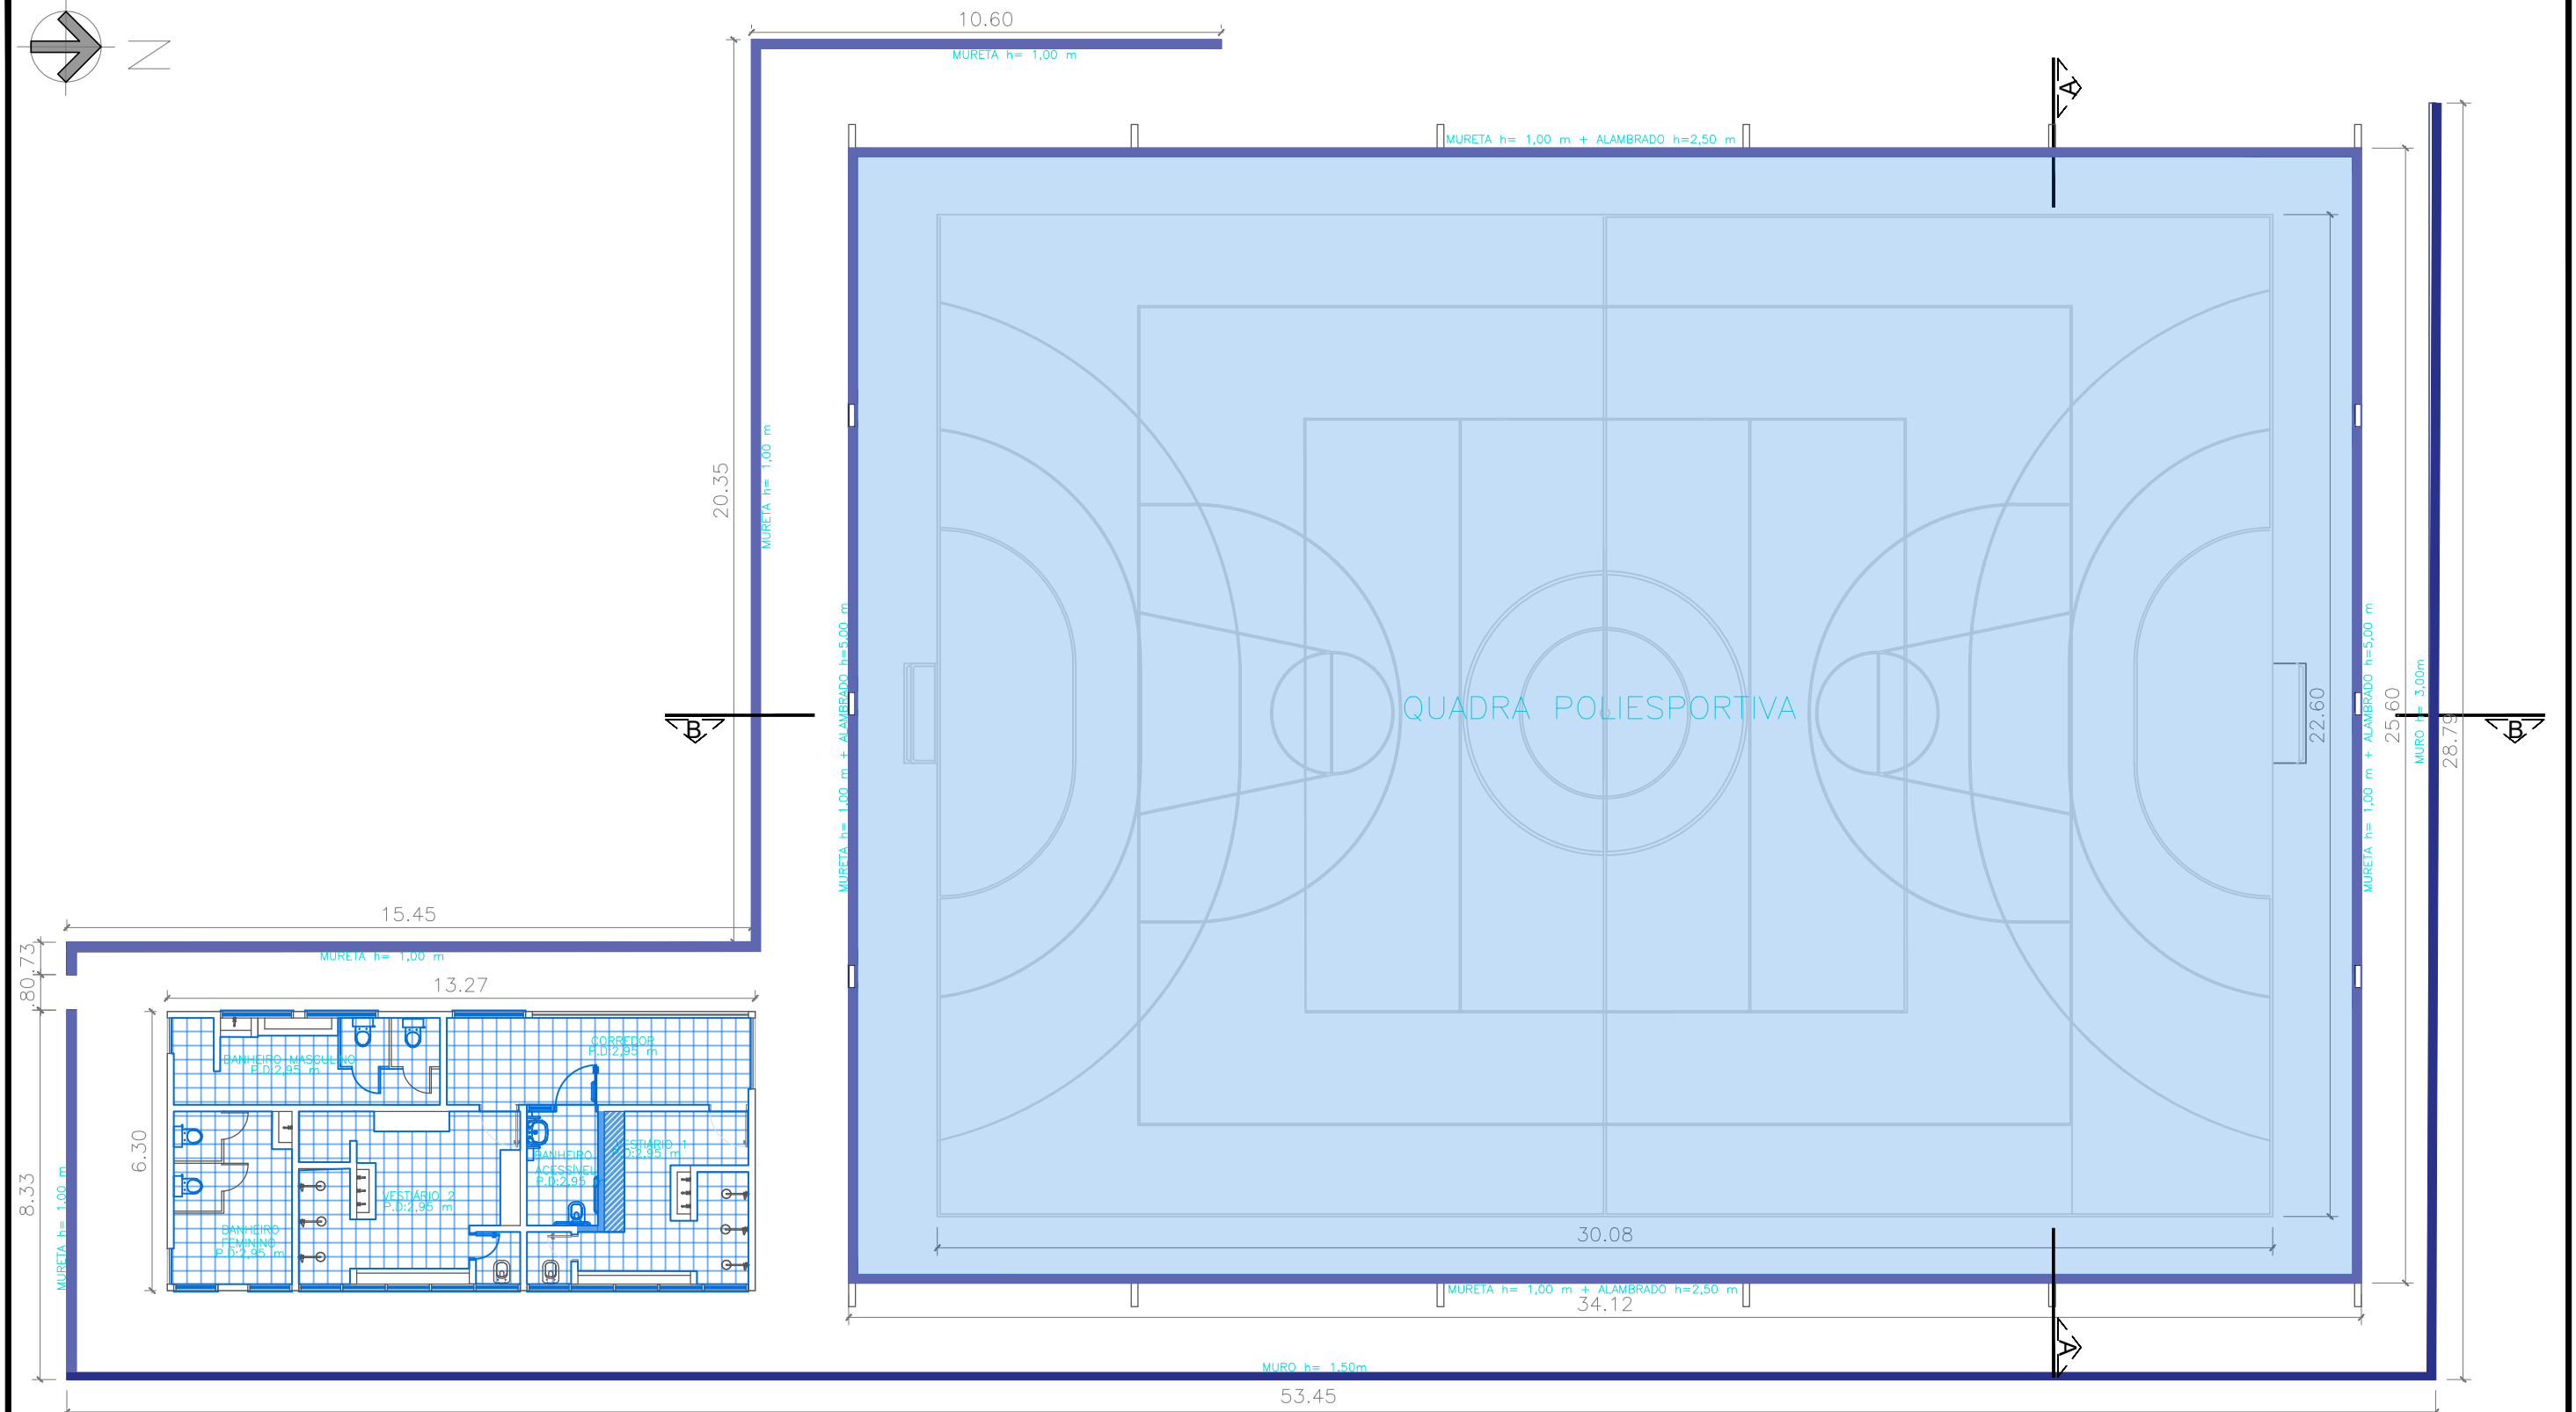 10.60
N
MURETA h= 1,00 m
A
MURETA h= 1,00 m + ALAMBRADO h=2,50 m
20.35
MURETA h= 1,00 m
MURETA h= 1,00 m + ALAMBRADO h=5,00 m
QUADRA POLIESPORTIVA
22.60
MURETA h= 1,00 m + ALAMBRADO h=5,00 m
25.60
MURO h= 3,00m
28.79
B
B
15.45
.73
MURETA h= 1,00 m
.80
13.27
CORREDOR
P.D:2,95 m
BANHEIRO MASCULINO
P.D:2,95 m
6.30
8.33
MURETA h= 1,00 m
VESTIÁRIO 1
P.D:2,95 m
BANHEIRO
ACESSÍVEL
P.D:2,95 m
VESTIÁRIO 2
P.D:2,95 m
BANHEIRO
FEMININO
P.D:2,95 m
30.08
MURETA h= 1,00 m + ALAMBRADO h=2,50 m
34.12
A
MURO h= 1,50m
53.45